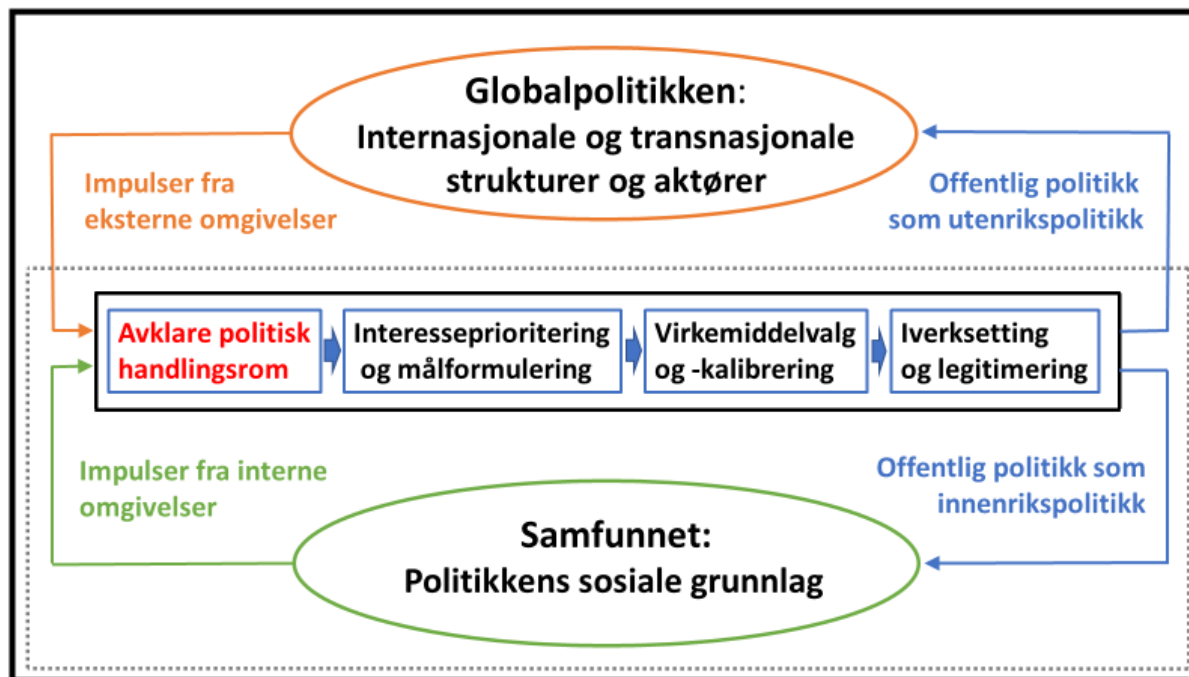 Globalpolitikken:
Internasjonale og transnasjonale
strukturer og aktører
Impulser fra
eksterne omgivelser
Offentlig politikk
som utenrikspolitikk
Avklare politisk
handlingsrom
Interesseprioritering
og målformulering
Virkemiddelvalg
og -kalibrering
Iverksetting
og legitimering
Impulser fra interne
omgivelser
Offentlig politikk som
innenrikspolitikk
Samfunnet:
Politikkens sosiale grunnlag